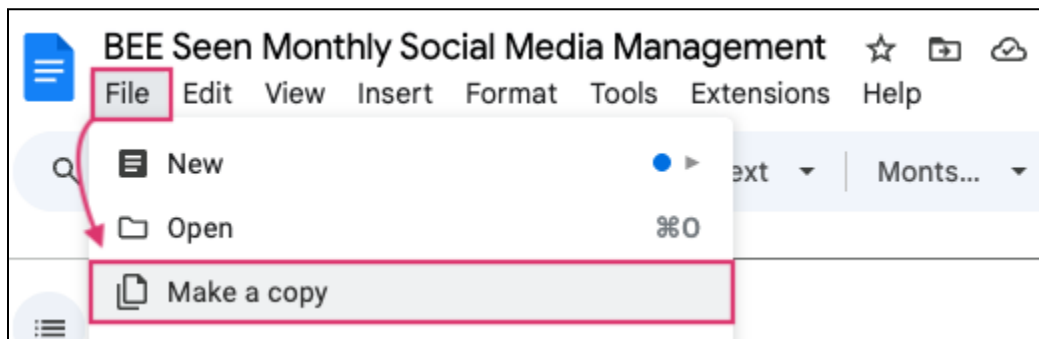 BEE Seen Monthly Social Media Management
File Edit View Insert Format Tools Extensions Help
New ext Monts...
Open ⌘O
Make a copy